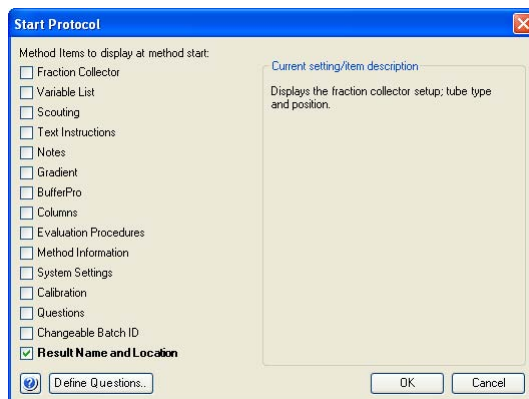 Start Protocol
Method Items to display at method start:
Fraction Collector
Variable List
Scouting
Text Instructions
Notes
Gradient
BufferPro
Columns
Evaluation Procedures
Method Information
System Settings
Calibration
Questions
Changeable Batch ID
Result Name and Location
Current setting/item description
Displays the fraction collector setup; tube type
and position.
Define Questions..
OK
Cancel